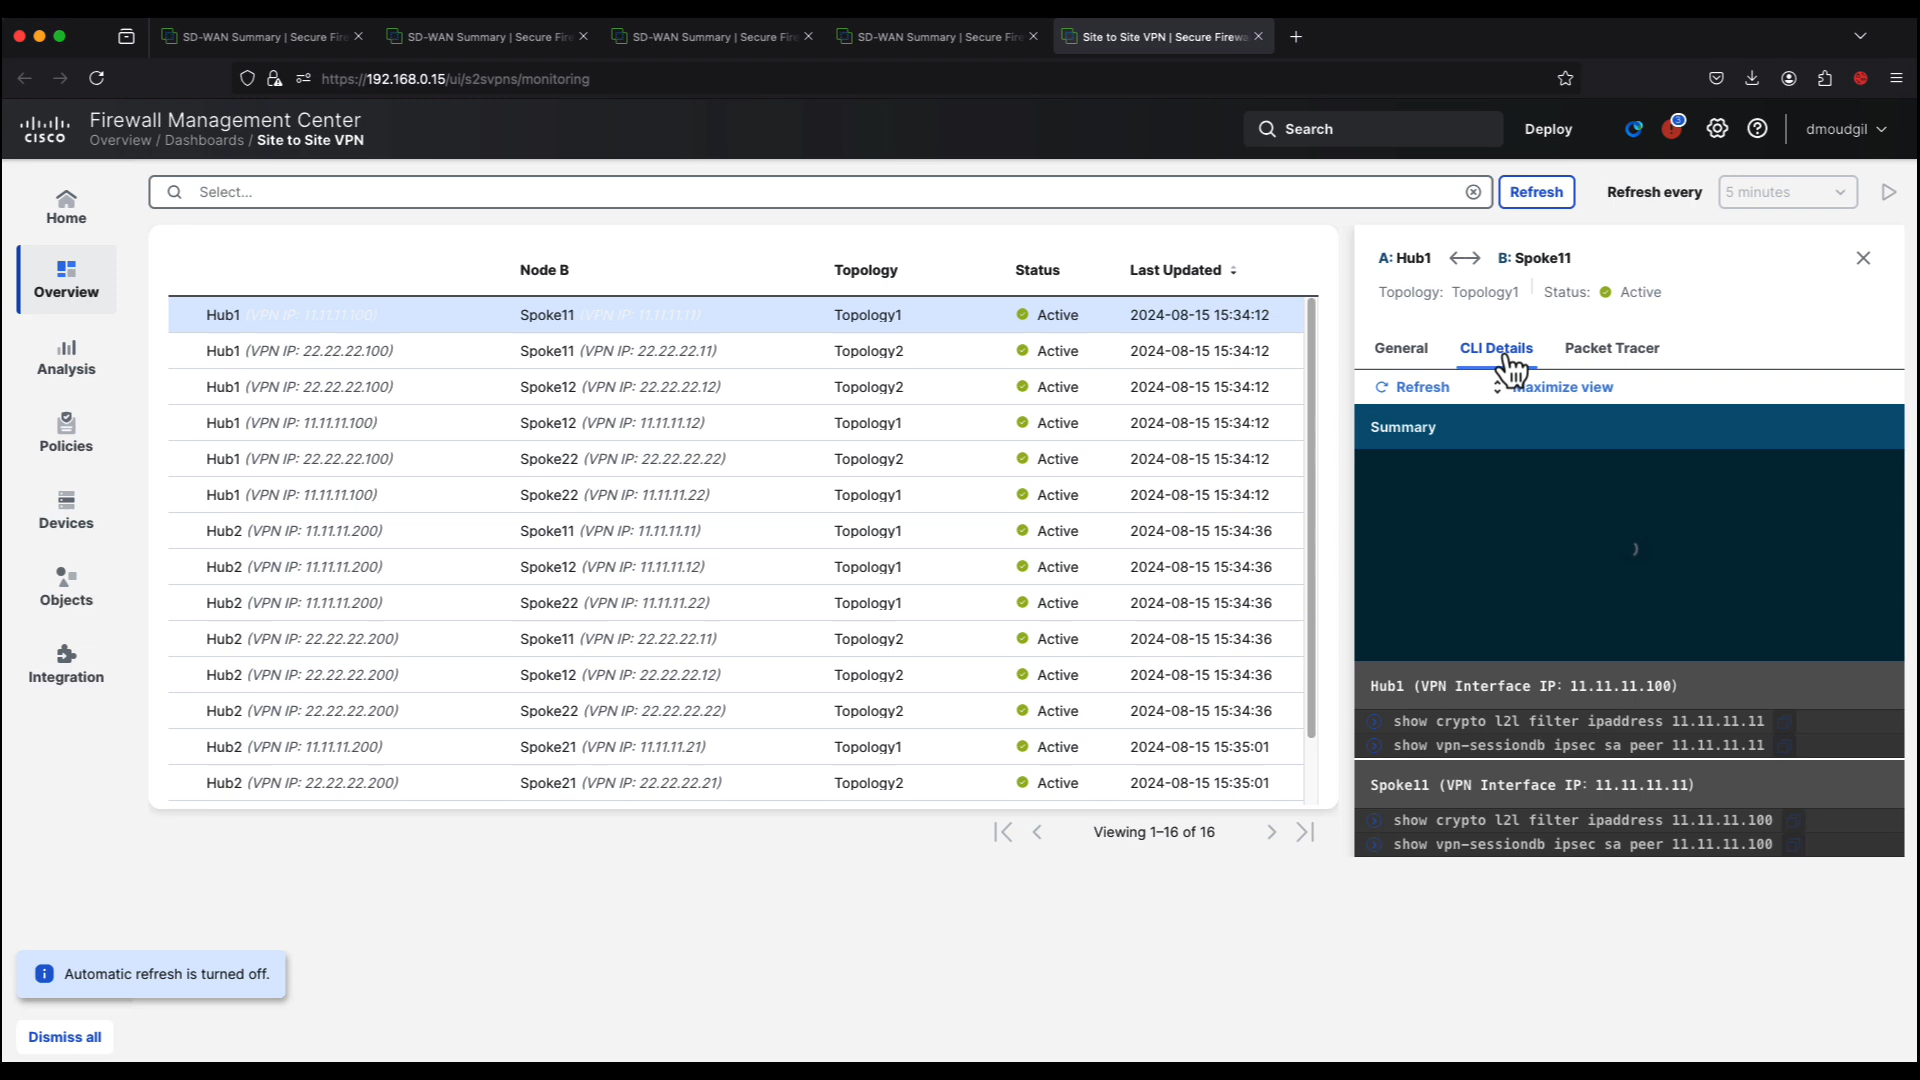 SD-WAN Summary | Secure Fire
SD-WAN Summary | Secure Fire
SD-WAN Summary | Secure Fire
SD-WAN Summary | Secure Fire
Site to Site VPN | Secure Firewa
https://192.168.0.15/ui/s2svpns/monitoring
CISCO
Firewall Management Center
Overview / Dashboards / Site to Site VPN
Search
Deploy
3
dmoudgil
Home
Overview
Analysis
Policies
Devices
Objects
Integration
Select...
Refresh
Refresh every
5 minutes
Node B Topology Status Last Updated
Hub1 (VPN IP: 11.11.11.100) Spoke11 (VPN IP: 11.11.11.11) Topology1 Active 2024-08-15 15:34:12
Hub1 (VPN IP: 22.22.22.100) Spoke11 (VPN IP: 22.22.22.11) Topology2 Active 2024-08-15 15:34:12
Hub1 (VPN IP: 22.22.22.100) Spoke12 (VPN IP: 22.22.22.12) Topology2 Active 2024-08-15 15:34:12
Hub1 (VPN IP: 11.11.11.100) Spoke12 (VPN IP: 11.11.11.12) Topology1 Active 2024-08-15 15:34:12
Hub1 (VPN IP: 22.22.22.100) Spoke22 (VPN IP: 22.22.22.22) Topology2 Active 2024-08-15 15:34:12
Hub1 (VPN IP: 11.11.11.100) Spoke22 (VPN IP: 11.11.11.22) Topology1 Active 2024-08-15 15:34:12
Hub2 (VPN IP: 11.11.11.200) Spoke11 (VPN IP: 11.11.11.11) Topology1 Active 2024-08-15 15:34:36
Hub2 (VPN IP: 11.11.11.200) Spoke12 (VPN IP: 11.11.11.12) Topology1 Active 2024-08-15 15:34:36
Hub2 (VPN IP: 11.11.11.200) Spoke22 (VPN IP: 11.11.11.22) Topology1 Active 2024-08-15 15:34:36
Hub2 (VPN IP: 22.22.22.200) Spoke11 (VPN IP: 22.22.22.11) Topology2 Active 2024-08-15 15:34:36
Hub2 (VPN IP: 22.22.22.200) Spoke12 (VPN IP: 22.22.22.12) Topology2 Active 2024-08-15 15:34:36
Hub2 (VPN IP: 22.22.22.200) Spoke22 (VPN IP: 22.22.22.22) Topology2 Active 2024-08-15 15:34:36
Hub2 (VPN IP: 11.11.11.200) Spoke21 (VPN IP: 11.11.11.21) Topology1 Active 2024-08-15 15:35:01
Hub2 (VPN IP: 22.22.22.200) Spoke21 (VPN IP: 22.22.22.21) Topology2 Active 2024-08-15 15:35:01
Viewing 1–16 of 16
A: Hub1 B: Spoke11
Topology: Topology1 Status: Active
General CLI Details Packet Tracer
Refresh Maximize view
Summary
Hub1 (VPN Interface IP: 11.11.11.100)
show crypto l2l filter ipaddress 11.11.11.11
show vpn-sessiondb ipsec sa peer 11.11.11.11
Spoke11 (VPN Interface IP: 11.11.11.11)
show crypto l2l filter ipaddress 11.11.11.100
show vpn-sessiondb ipsec sa peer 11.11.11.100
Automatic refresh is turned off.
Dismiss all